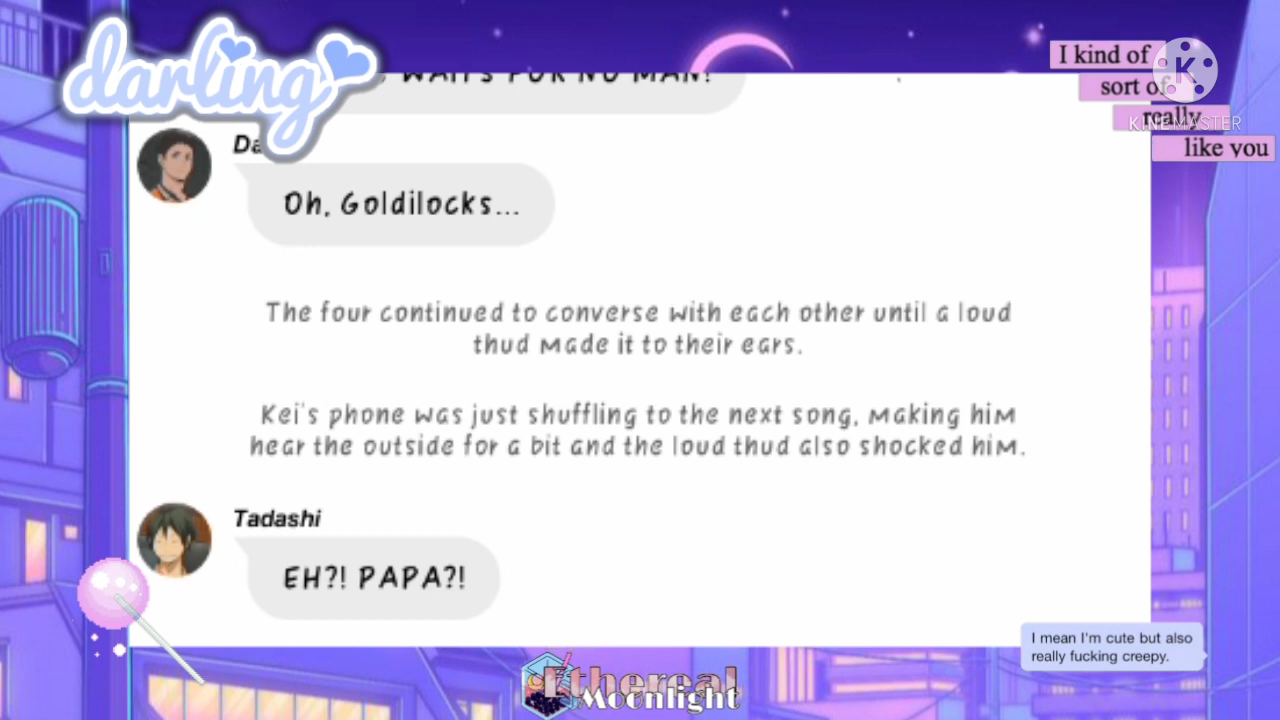 darling
I kind of
sort of
really
like you
K
KINEMASTER
WAITS FOR NO MAN!
Oh, Goldilocks...
The four continued to converse with each other until a loud
thud made it to their ears.
Kei's phone was just shuffling to the next song, making him
hear the outside for a bit and the loud thud also shocked him.
Tadashi
EH?! PAPA?!
I mean I'm cute but also
really fucking creepy.
Ethereal
Moonlight